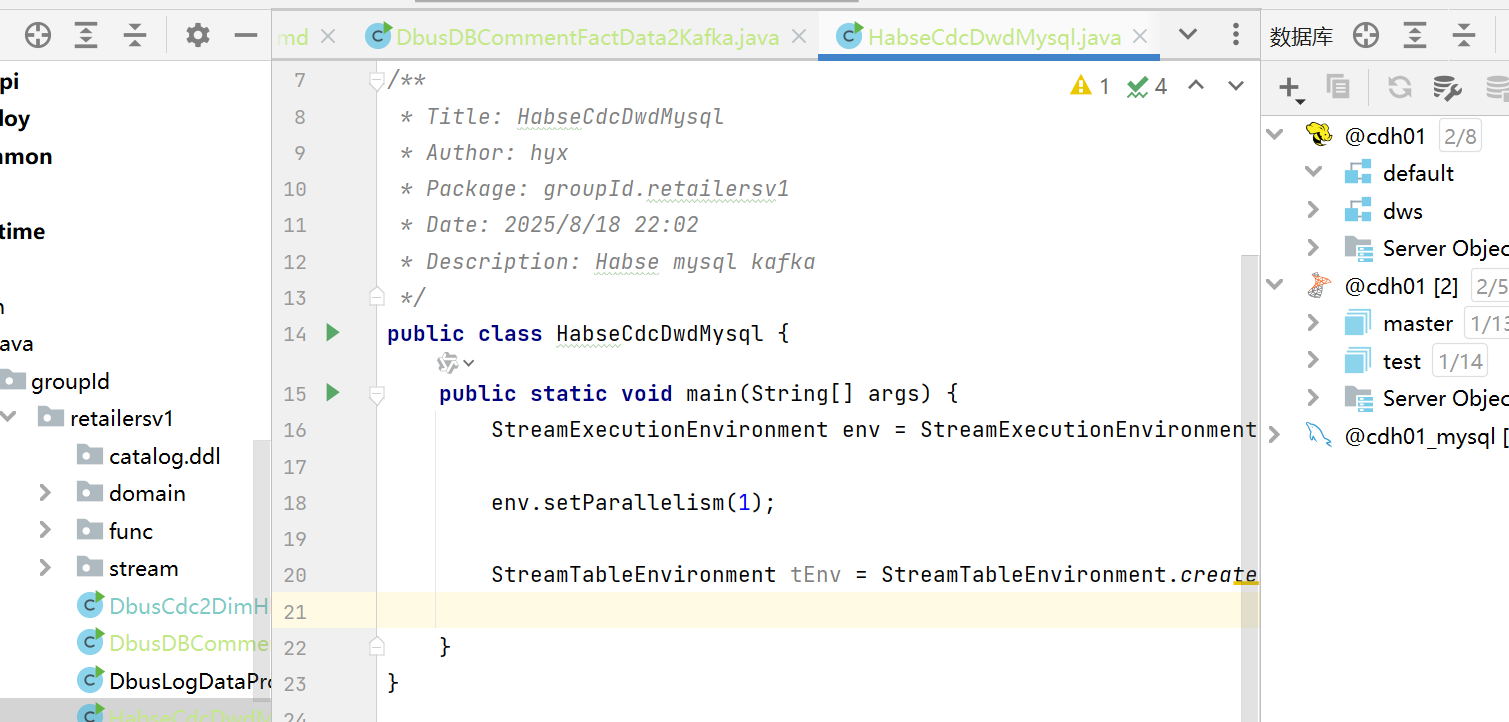 md
DbusDBCommentFactData2Kafka.java
HabseCdcDwdMysql.java
数据库
pi
loy
nmon
time
n
ava
groupId
retailersv1
catalog.ddl
domain
func
stream
DbusCdc2DimH
DbusDBComme
DbusLogDataPro
HabseCdcDwdM
1
4
7 /**
8 * Title: HabseCdcDwdMysql
9 * Author: hyx
10 * Package: groupId.retailersv1
11 * Date: 2025/8/18 22:02
12 * Description: Habse mysql kafka
13 */
14 public class HabseCdcDwdMysql {
15 public static void main(String[] args) {
16 StreamExecutionEnvironment env = StreamExecutionEnvironment
17
18 env.setParallelism(1);
19
20 StreamTableEnvironment tEnv = StreamTableEnvironment.create
21
22 }
23 }
24
@cdh01 2/8
default
dws
Server Objec
@cdh01 [2] 2/5
master 1/13
test 1/14
Server Objec
@cdh01_mysql [